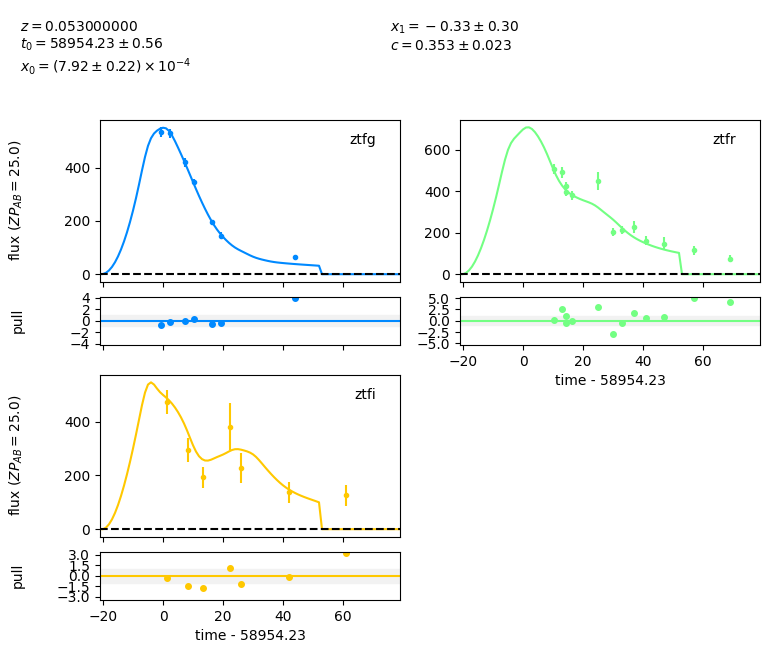 z = 0.053000000
t₀ = 58954.23 ± 0.56
x₀ = (7.92 ± 0.22) × 10⁻⁴
x₁ = −0.33 ± 0.30
c = 0.353 ± 0.023
ztfg
flux (ZP_AB = 25.0)
400
200
0
ztfr
600
400
200
0
pull
4
2
0
−2
−4
5.0
2.5
0.0
−2.5
−5.0
−20 0 20 40 60
time - 58954.23
ztfi
flux (ZP_AB = 25.0)
400
200
0
pull
3.0
1.5
0.0
−1.5
−3.0
−20 0 20 40 60
time - 58954.23